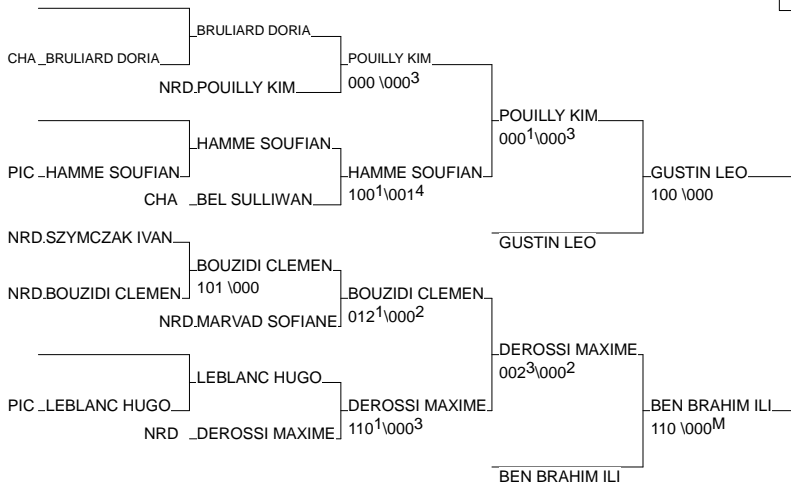 BRULIARD DORIA
CHA BRULIARD DORIA
POUILLY KIM
000 \000³
NRD POUILLY KIM
POUILLY KIM
000¹\000³
HAMME SOUFIAN
PIC HAMME SOUFIAN
HAMME SOUFIAN
100¹\001⁴
GUSTIN LEO
100 \000
CHA BEL SULLIWAN
NRD SZYMCZAK IVAN
GUSTIN LEO
BOUZIDI CLEMEN
101 \000
NRD BOUZIDI CLEMEN
BOUZIDI CLEMEN
012¹\000²
NRD MARVAD SOFIANE
DEROSSI MAXIME
002³\000²
LEBLANC HUGO
PIC LEBLANC HUGO
DEROSSI MAXIME
110¹\000³
BEN BRAHIM ILI
110 \000ᴹ
NRD DEROSSI MAXIME
BEN BRAHIM ILI